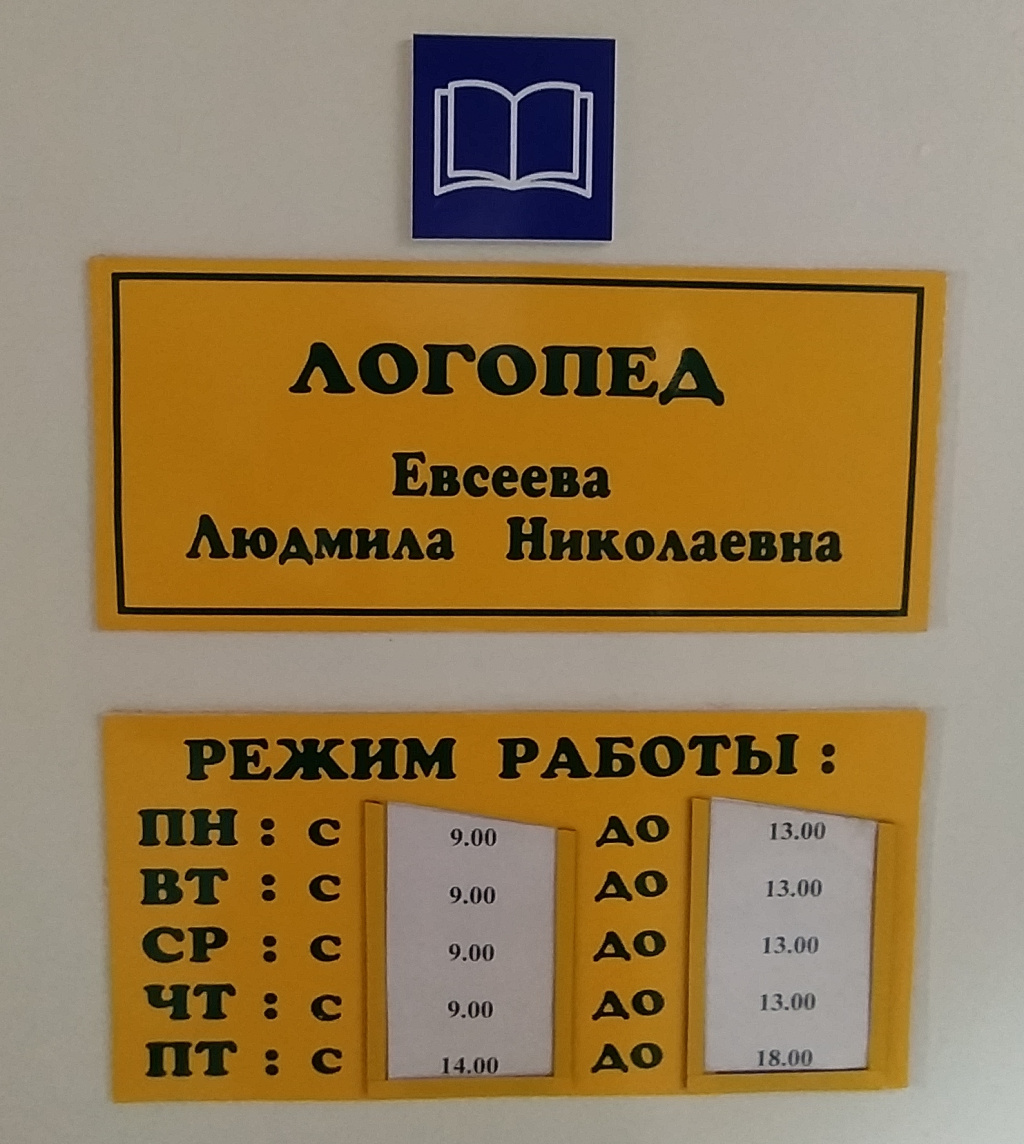 ЛОГОПЕД
Евсеева
Людмила Николаевна
РЕЖИМ РАБОТЫ:
ПН: с 9.00 до 13.00
ВТ: с 9.00 до 13.00
СР: с 9.00 до 13.00
ЧТ: с 9.00 до 13.00
ПТ: с 14.00 до 18.00